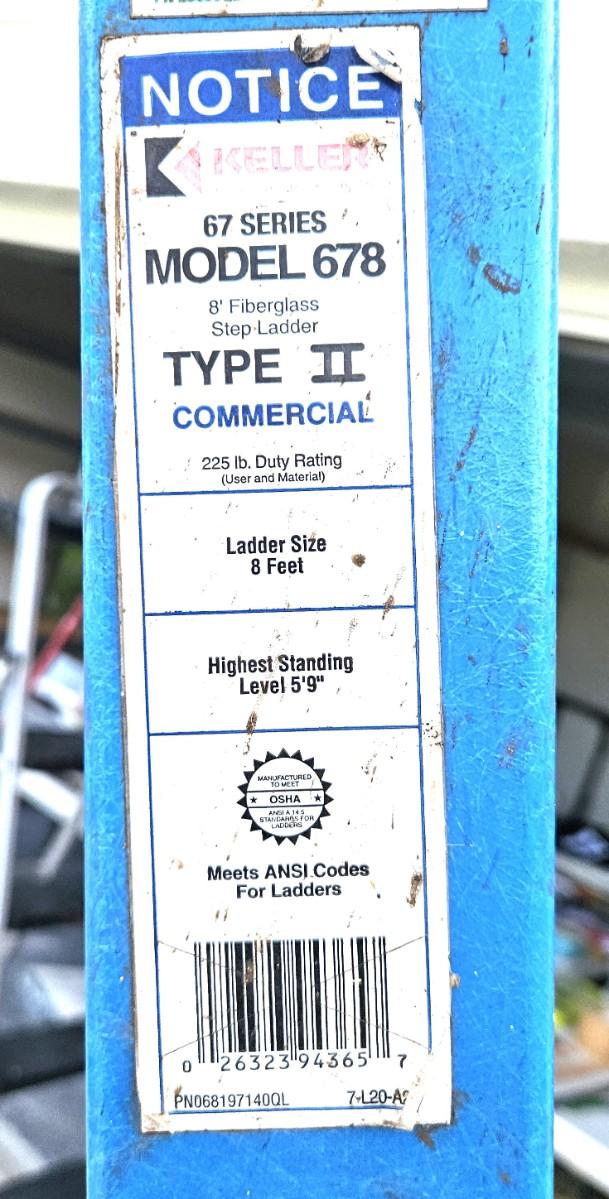 NOTICE
KELLER
67 SERIES
MODEL 678
8' Fiberglass
Step Ladder
TYPE II
COMMERCIAL
225 lb. Duty Rating
(User and Material)
Ladder Size
8 Feet
Highest Standing
Level 5'9"
MANUFACTURED
TO MEET
★ OSHA ★
ANSI A 14.5
STANDARDS FOR
LADDERS
Meets ANSI Codes
For Ladders
0 26323 94365 7
PN068197140QL 7-L20-A